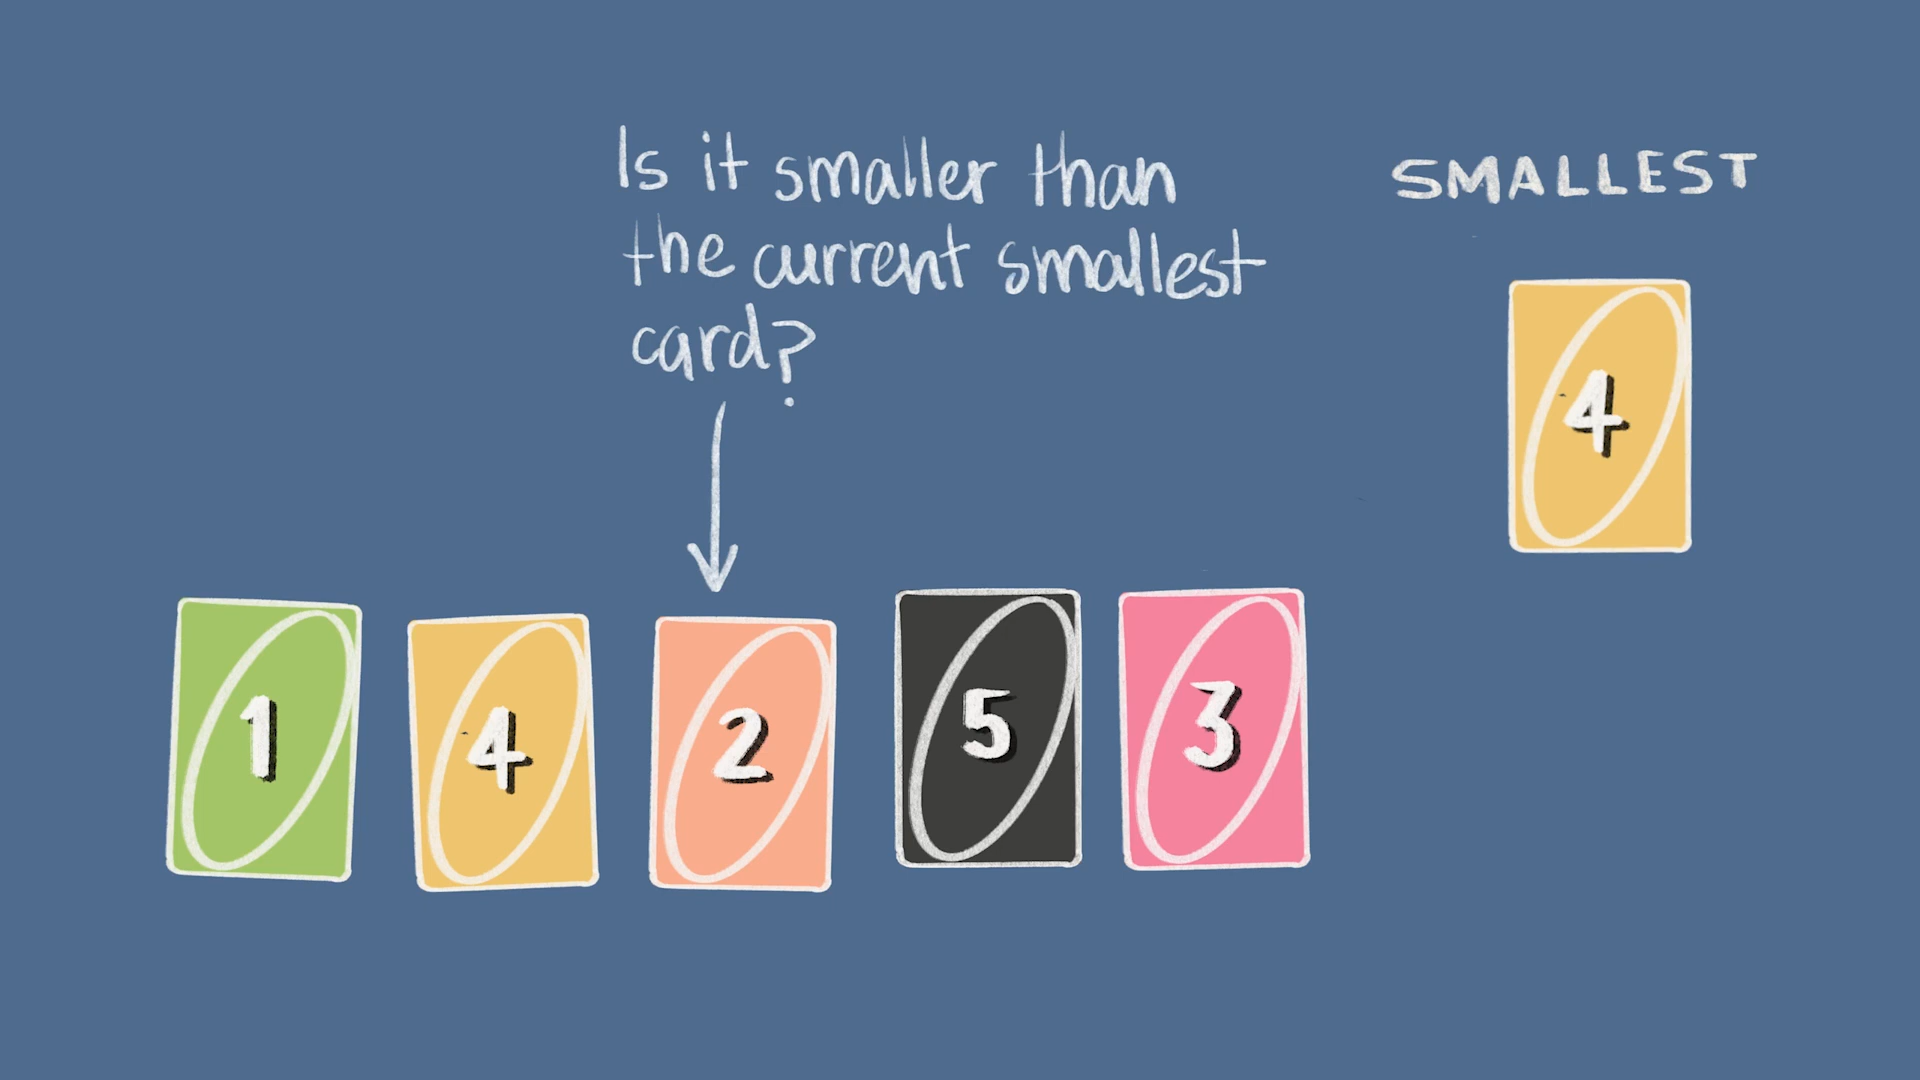 Is it smaller than
the current smallest
card?
SMALLEST
4
1 4 2 5 3